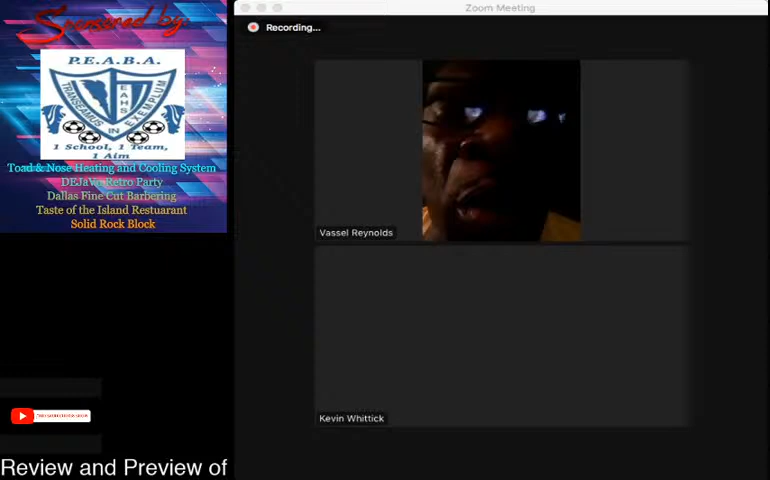 Sponsored by:
P.E.A.B.A.
TRANSEAMUS IN EXEMPLUM
EAHS
1 School, 1 Team,
1 Aim
Toad & Nose Heating and Cooling System
DEJaVu Retro Party
Dallas Fine Cut Barbering
Taste of the Island Restuarant
Solid Rock Block
Review and Preview of
Zoom Meeting
Recording...
Vassel Reynolds
Kevin Whittick